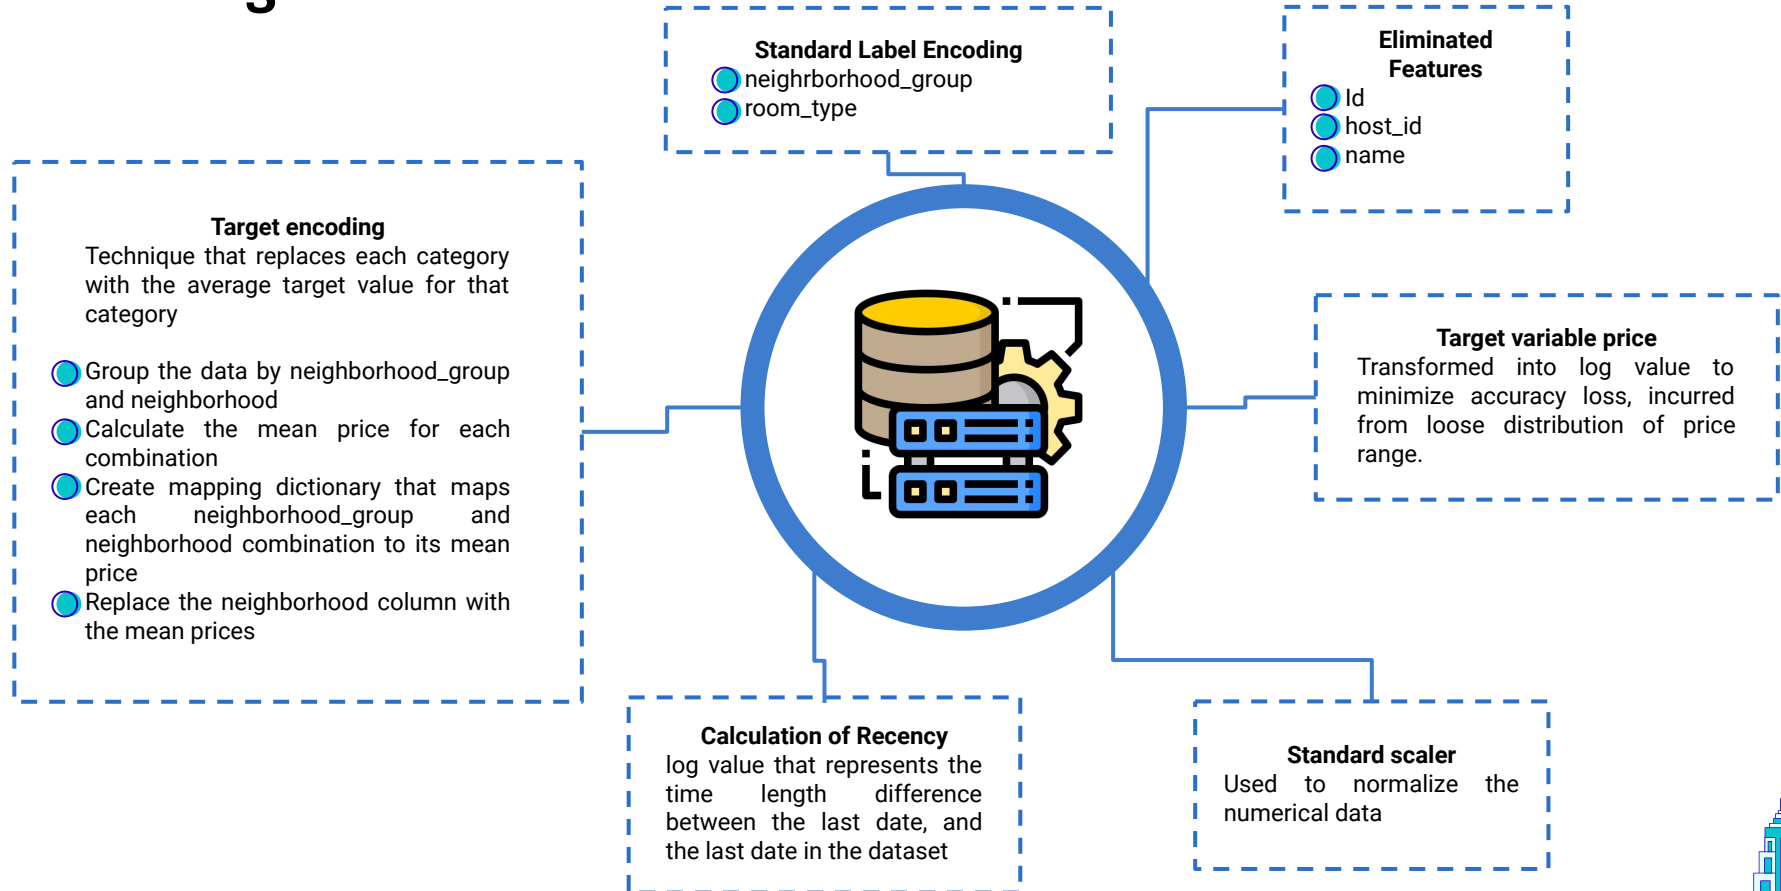 Standard Label Encoding
neighrborhood_group
room_type
Eliminated
Features
Id
host_id
name
Target encoding
Technique that replaces each category
with the average target value for that
category
Group the data by neighborhood_group
and neighborhood
Calculate the mean price for each
combination
Create mapping dictionary that maps
each neighborhood_group and
neighborhood combination to its mean
price
Replace the neighborhood column with
the mean prices
Target variable price
Transformed into log value to
minimize accuracy loss, incurred
from loose distribution of price
range.
Calculation of Recency
log value that represents the
time length difference
between the last date, and
the last date in the dataset
Standard scaler
Used to normalize the
numerical data